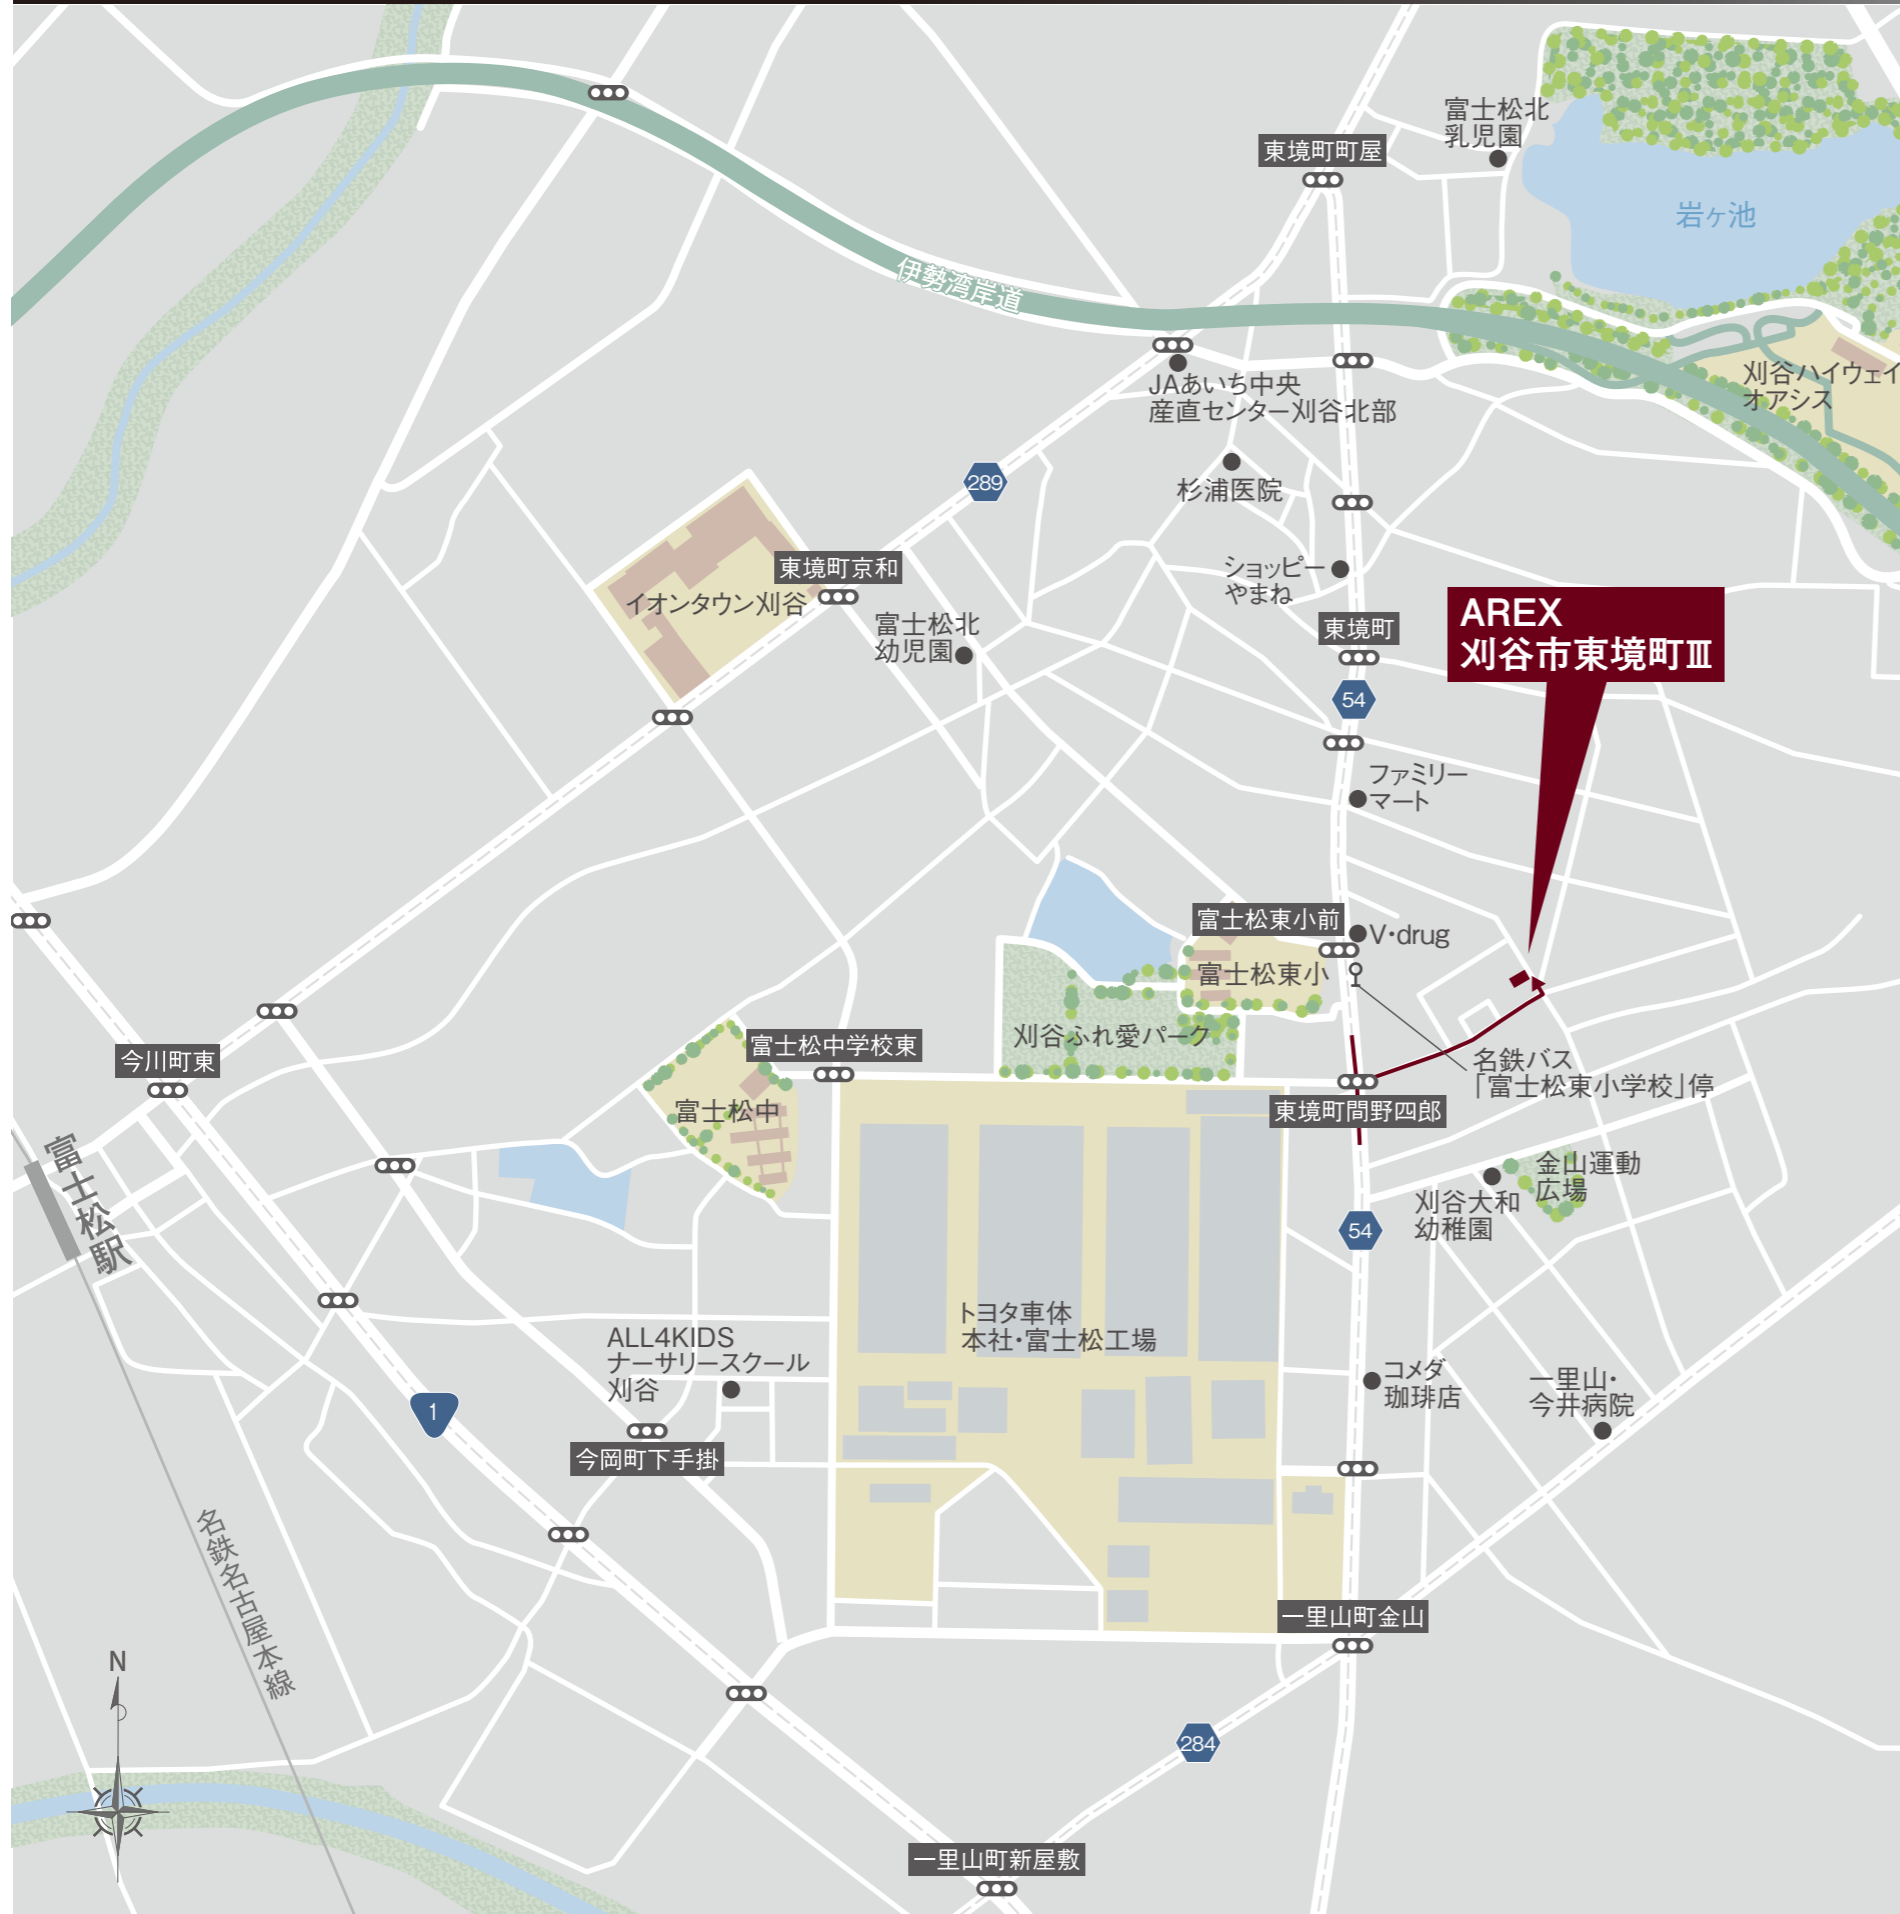 富士松北
乳児園
東境町町屋
岩ヶ池
伊勢湾岸道
刈谷ハイウェイ
オアシス
JAあいち中央
産直センター刈谷北部
289
杉浦医院
東境町京和
イオンタウン刈谷
ショッピー
やまね
富士松北
幼児園
東境町
AREX
刈谷市東境町Ⅲ
54
ファミリー
マート
富士松東小前
V・drug
富士松東小
刈谷ふれ愛パーク
富士松中学校東
今川町東
名鉄バス
「富士松東小学校」停
富士松中
東境町間野四郎
富士松駅
金山運動
広場
刈谷大和
幼稚園
54
トヨタ車体
本社・富士松工場
ALL4KIDS
ナーサリースクール
刈谷
コメダ
珈琲店
一里山・
今井病院
1
今岡町下手掛
名鉄名古屋本線
一里山町金山
N
284
一里山町新屋敷